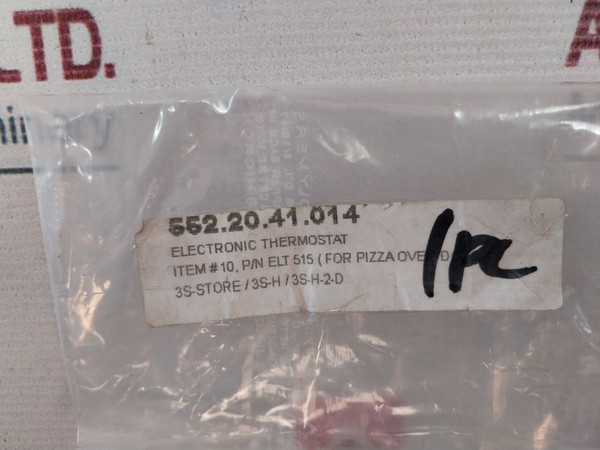 LTD.
552.20.41.014
ELECTRONIC THERMOSTAT
ITEM #10, P/N ELT 515 ( FOR PIZZA OVE
3S-STORE / 3S-H / 3S-H-2-D
1pc